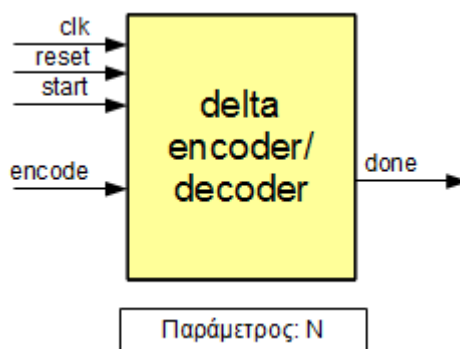 clk
reset
start
encode
delta
encoder/
decoder
done
Παράμετρος: N